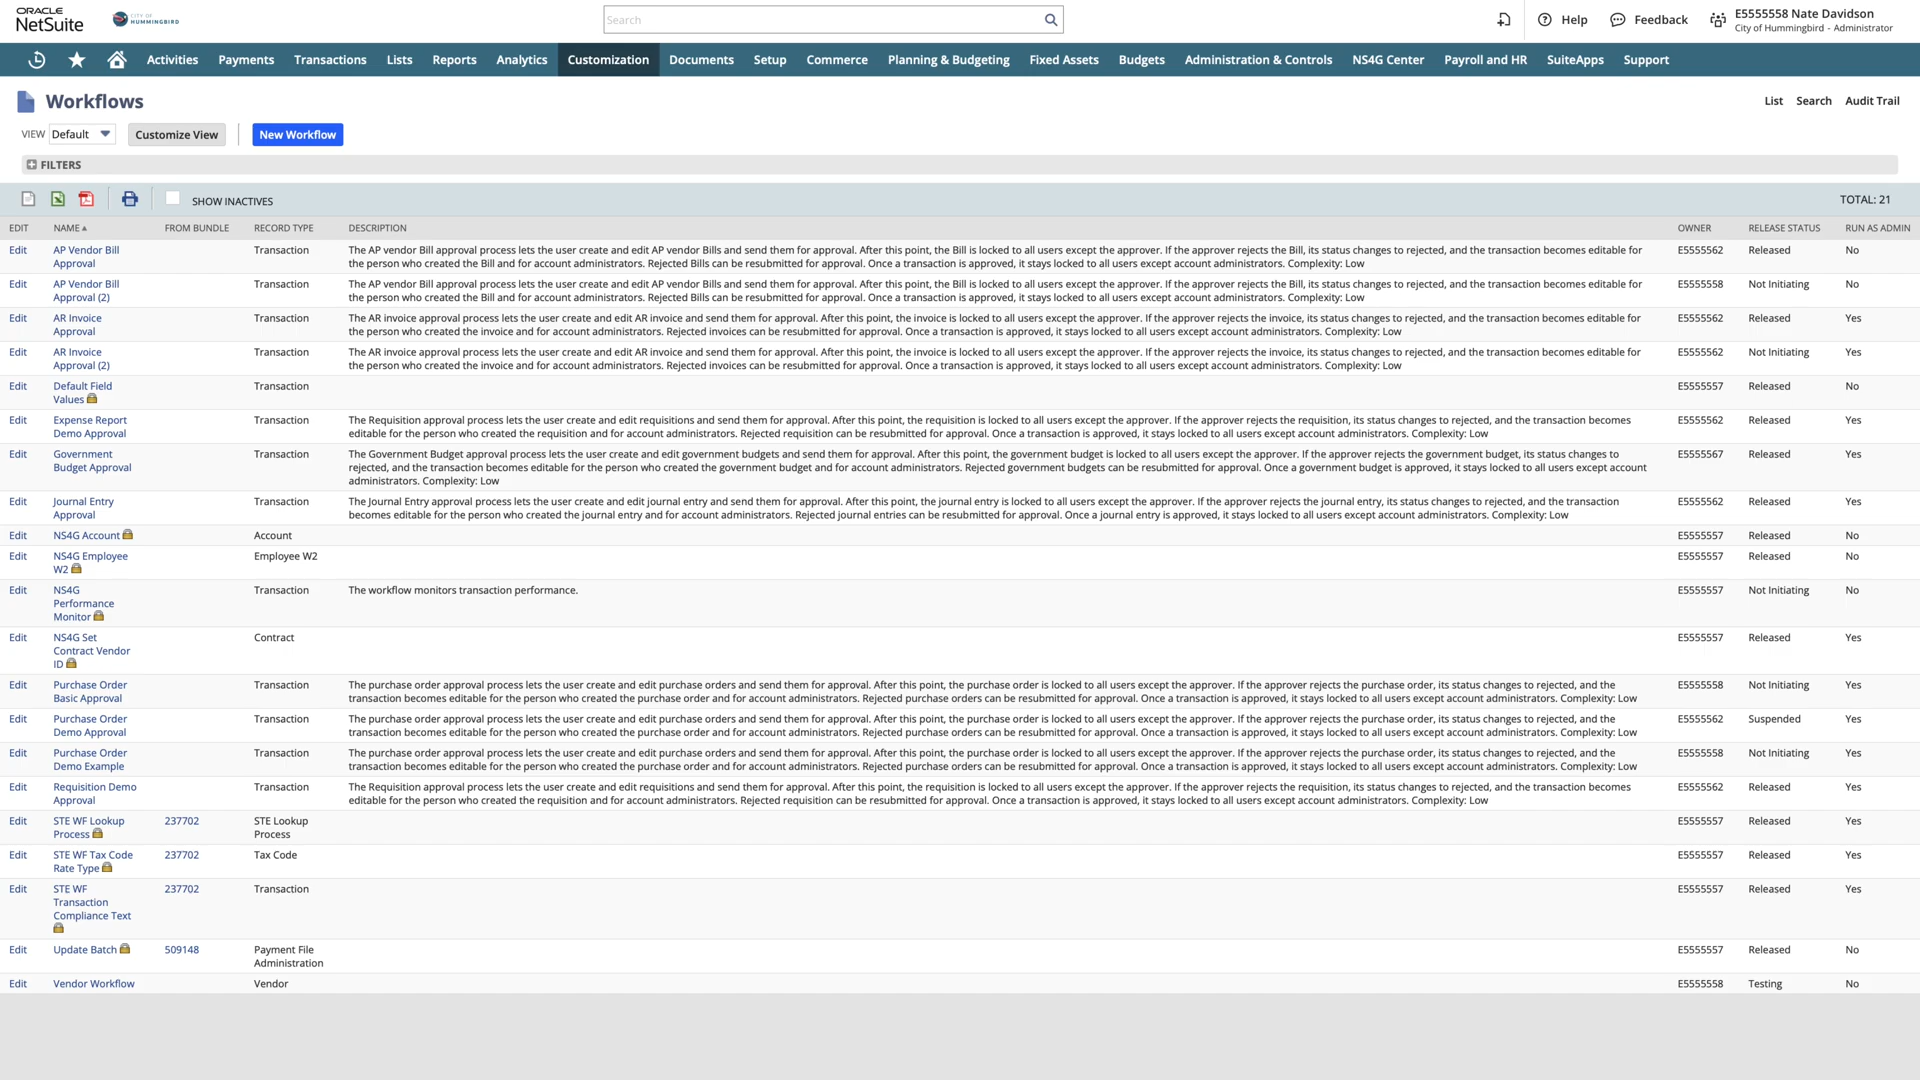 ORACLE
NetSuite
CITY OF
HUMMINGBIRD
Search
Help
Feedback
E5555558 Nate Davidson
City of Hummingbird - Administrator
Activities Payments Transactions Lists Reports Analytics Customization Documents Setup Commerce Planning & Budgeting Fixed Assets Budgets Administration & Controls NS4G Center Payroll and HR SuiteApps Support
Workflows
List Search Audit Trail
VIEW Default Customize View New Workflow
FILTERS
SHOW INACTIVES
TOTAL: 21
EDIT NAME FROM BUNDLE RECORD TYPE DESCRIPTION OWNER RELEASE STATUS RUN AS ADMIN
Edit AP Vendor Bill Transaction The AP vendor Bill approval process lets the user create and edit AP vendor Bills and send them for approval. After this point, the Bill is locked to all users except the approver. If the approver rejects the Bill, its status changes to rejected, and the transaction becomes editable for E5555562 Released No
Approval the person who created the Bill and for account administrators. Rejected Bills can be resubmitted for approval. Once a transaction is approved, it stays locked to all users except account administrators. Complexity: Low
Edit AP Vendor Bill Transaction The AP vendor Bill approval process lets the user create and edit AP vendor Bills and send them for approval. After this point, the Bill is locked to all users except the approver. If the approver rejects the Bill, its status changes to rejected, and the transaction becomes editable for E5555558 Not Initiating No
Approval (2) the person who created the Bill and for account administrators. Rejected Bills can be resubmitted for approval. Once a transaction is approved, it stays locked to all users except account administrators. Complexity: Low
Edit AR Invoice Transaction The AR invoice approval process lets the user create and edit AR invoice and send them for approval. After this point, the invoice is locked to all users except the approver. If the approver rejects the invoice, its status changes to rejected, and the transaction becomes editable for E5555562 Released Yes
Approval the person who created the invoice and for account administrators. Rejected invoices can be resubmitted for approval. Once a transaction is approved, it stays locked to all users except account administrators. Complexity: Low
Edit AR Invoice Transaction The AR invoice approval process lets the user create and edit AR invoice and send them for approval. After this point, the invoice is locked to all users except the approver. If the approver rejects the invoice, its status changes to rejected, and the transaction becomes editable for E5555562 Not Initiating Yes
Approval (2) the person who created the invoice and for account administrators. Rejected invoices can be resubmitted for approval. Once a transaction is approved, it stays locked to all users except account administrators. Complexity: Low
Edit Default Field Transaction E5555557 Released No
Values
Edit Expense Report Transaction The Requisition approval process lets the user create and edit requisitions and send them for approval. After this point, the requisition is locked to all users except the approver. If the approver rejects the requisition, its status changes to rejected, and the transaction becomes E5555562 Released Yes
Demo Approval editable for the person who created the requisition and for account administrators. Rejected requisition can be resubmitted for approval. Once a transaction is approved, it stays locked to all users except account administrators. Complexity: Low
Edit Government Transaction The Government Budget approval process lets the user create and edit government budgets and send them for approval. After this point, the government budget is locked to all users except the approver. If the approver rejects the government budget, its status changes to E5555567 Released Yes
Budget Approval rejected, and the transaction becomes editable for the person who created the government budget and for account administrators. Rejected government budgets can be resubmitted for approval. Once a government budget is approved, it stays locked to all users except account
administrators. Complexity: Low
Edit Journal Entry Transaction The Journal Entry approval process lets the user create and edit journal entry and send them for approval. After this point, the journal entry is locked to all users except the approver. If the approver rejects the journal entry, its status changes to rejected, and the transaction E5555562 Released Yes
Approval becomes editable for the person who created the journal entry and for account administrators. Rejected journal entries can be resubmitted for approval. Once a journal entry is approved, it stays locked to all users except account administrators. Complexity: Low
Edit NS4G Account Account E5555557 Released No
Edit NS4G Employee Employee W2 E5555557 Released No
W2
Edit NS4G Transaction The workflow monitors transaction performance. E5555557 Not Initiating No
Performance
Monitor
Edit NS4G Set Contract E5555557 Released Yes
Contract Vendor
ID
Edit Purchase Order Transaction The purchase order approval process lets the user create and edit purchase orders and send them for approval. After this point, the purchase order is locked to all users except the approver. If the approver rejects the purchase order, its status changes to rejected, and the E5555558 Not Initiating Yes
Basic Approval transaction becomes editable for the person who created the purchase order and for account administrators. Rejected purchase orders can be resubmitted for approval. Once a transaction is approved, it stays locked to all users except account administrators. Complexity: Low
Edit Purchase Order Transaction The purchase order approval process lets the user create and edit purchase orders and send them for approval. After this point, the purchase order is locked to all users except the approver. If the approver rejects the purchase order, its status changes to rejected, and the E5555562 Suspended Yes
Demo Approval transaction becomes editable for the person who created the purchase order and for account administrators. Rejected purchase orders can be resubmitted for approval. Once a transaction is approved, it stays locked to all users except account administrators. Complexity: Low
Edit Purchase Order Transaction The purchase order approval process lets the user create and edit purchase orders and send them for approval. After this point, the purchase order is locked to all users except the approver. If the approver rejects the purchase order, its status changes to rejected, and the E5555558 Not Initiating Yes
Demo Example transaction becomes editable for the person who created the purchase order and for account administrators. Rejected purchase orders can be resubmitted for approval. Once a transaction is approved, it stays locked to all users except account administrators. Complexity: Low
Edit Requisition Demo Transaction The Requisition approval process lets the user create and edit requisitions and send them for approval. After this point, the requisition is locked to all users except the approver. If the approver rejects the requisition, its status changes to rejected, and the transaction becomes E5555562 Released Yes
Approval editable for the person who created the requisition and for account administrators. Rejected requisition can be resubmitted for approval. Once a transaction is approved, it stays locked to all users except account administrators. Complexity: Low
Edit STE WF Lookup 237702 STE Lookup E5555557 Released Yes
Process Process
Edit STE WF Tax Code 237702 Tax Code E5555557 Released Yes
Rate Type
Edit STE WF 237702 Transaction E5555557 Released Yes
Transaction
Compliance Text
Edit Update Batch 509148 Payment File E5555557 Released No
Administration
Edit Vendor Workflow Vendor E5555558 Testing No